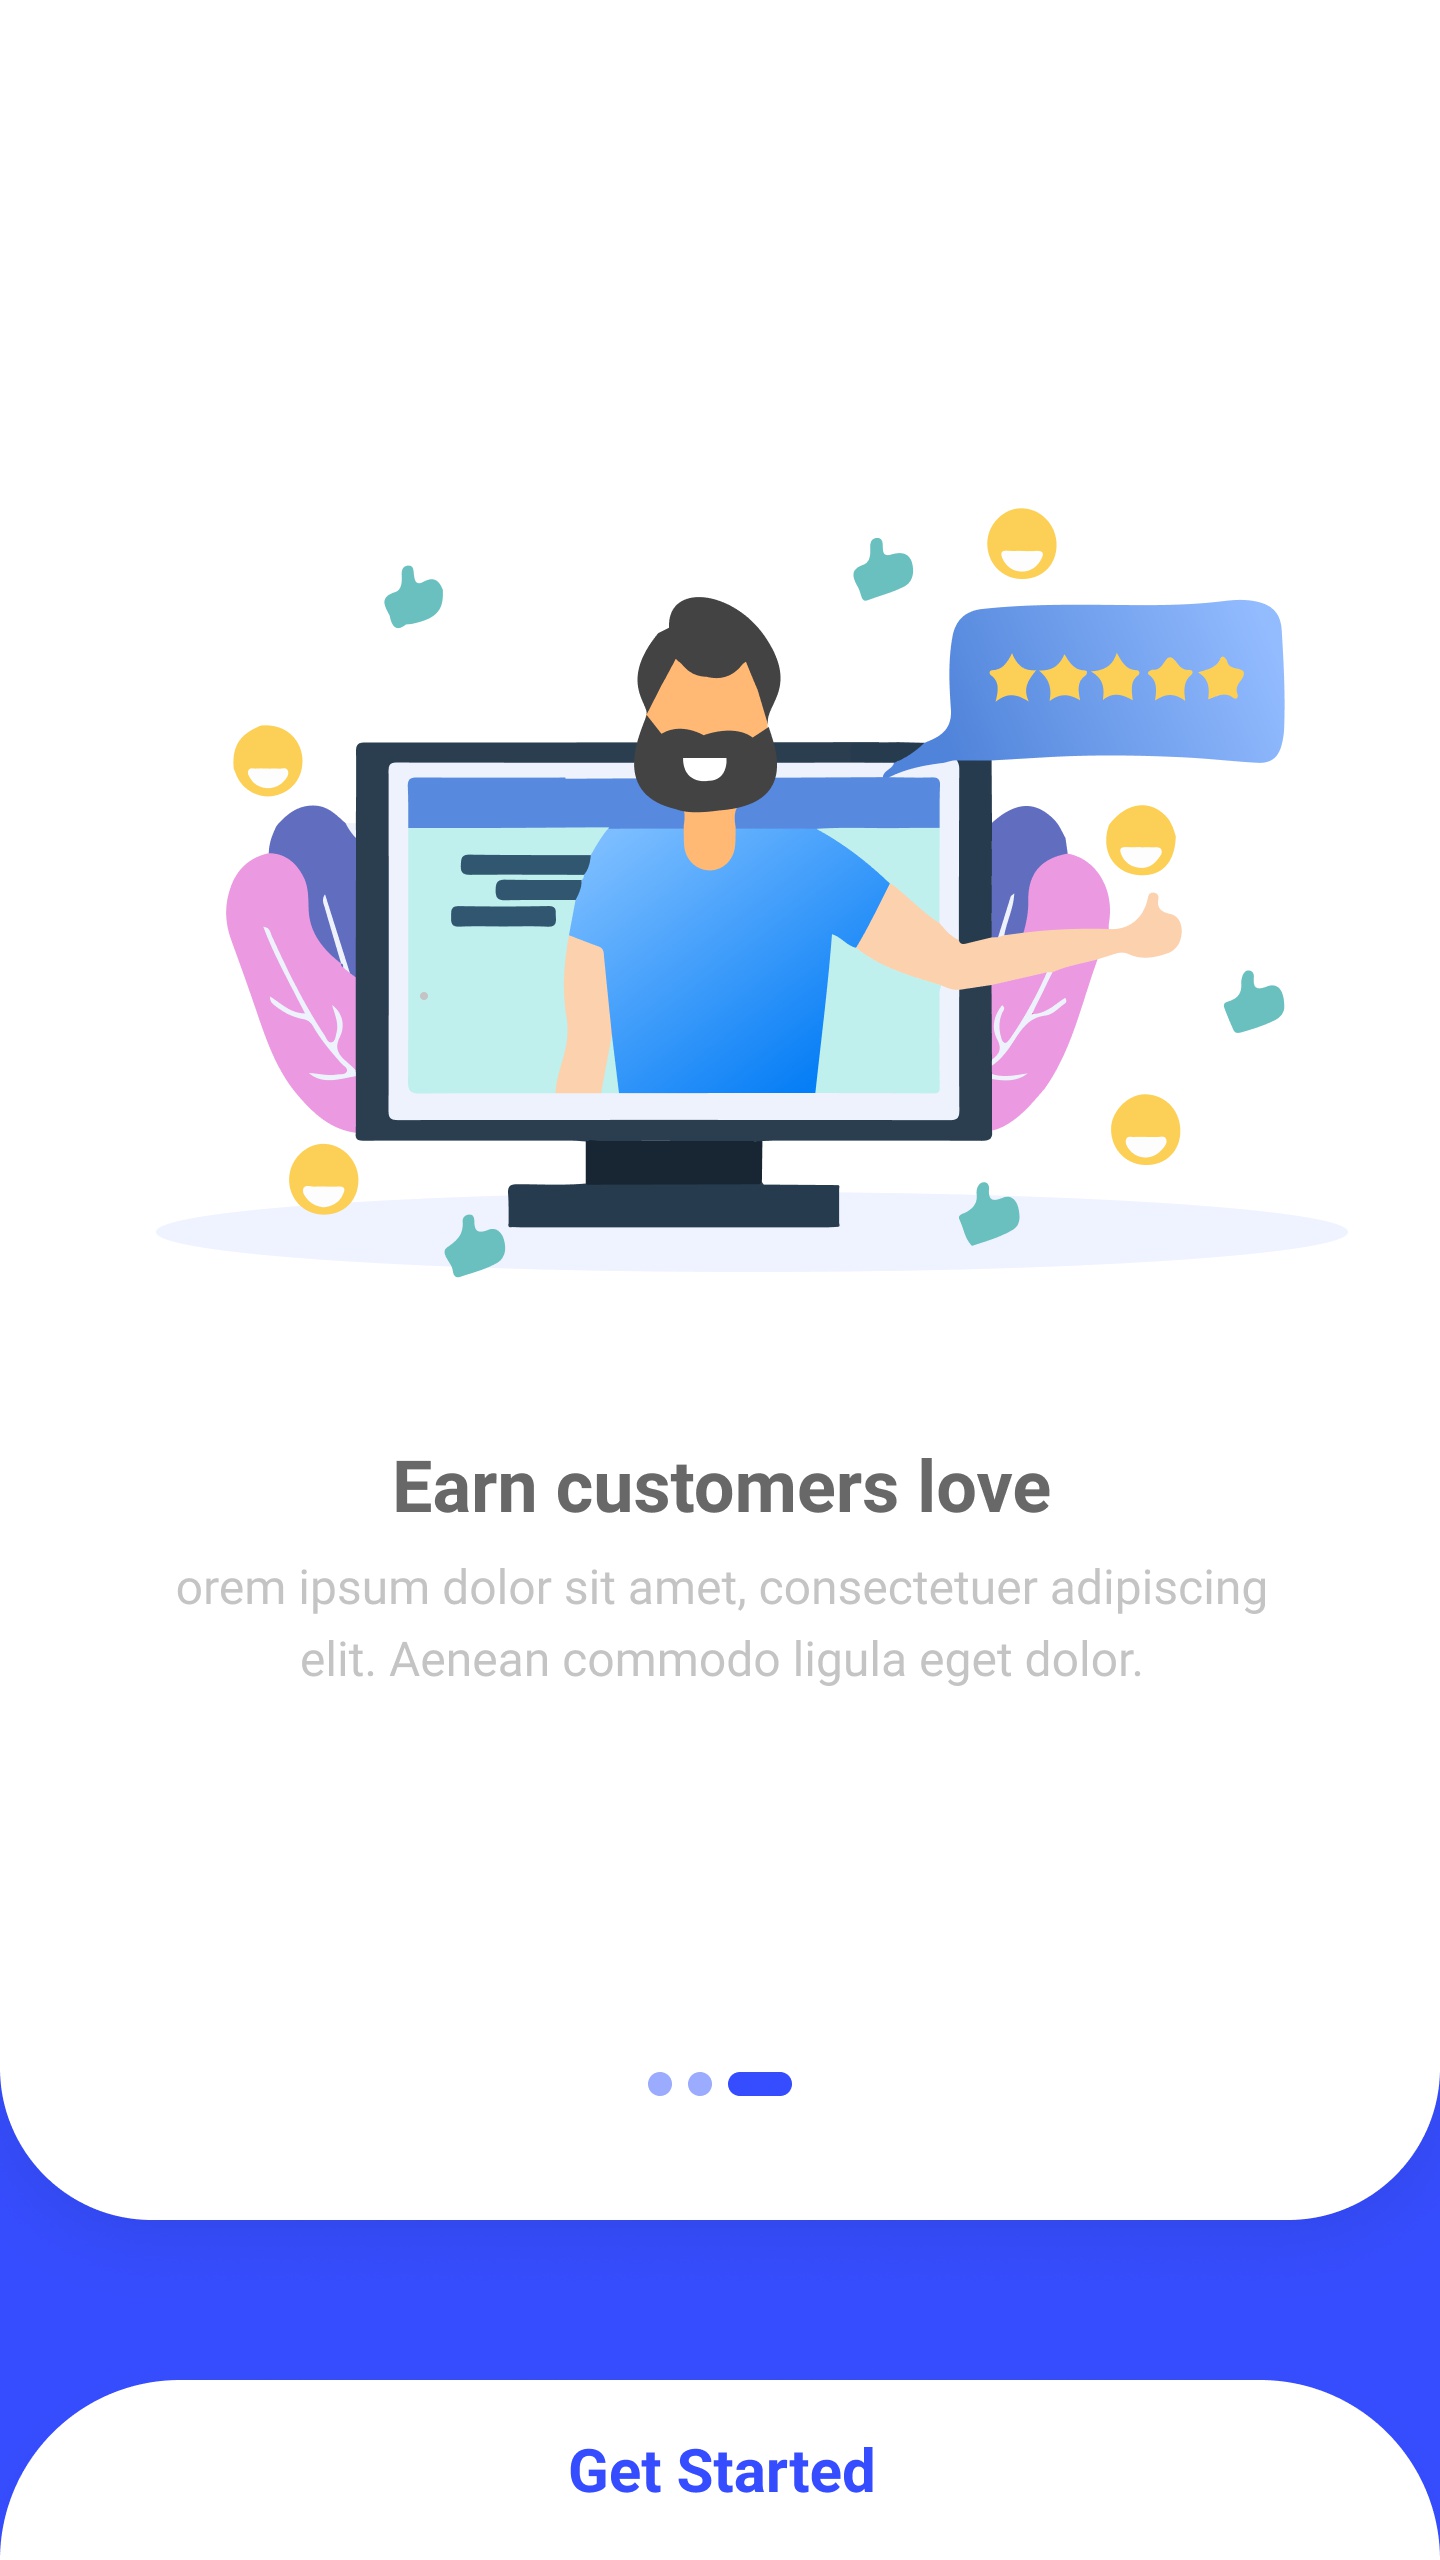 Earn customers love
orem ipsum dolor sit amet, consectetuer adipiscing
elit. Aenean commodo ligula eget dolor.
Get Started